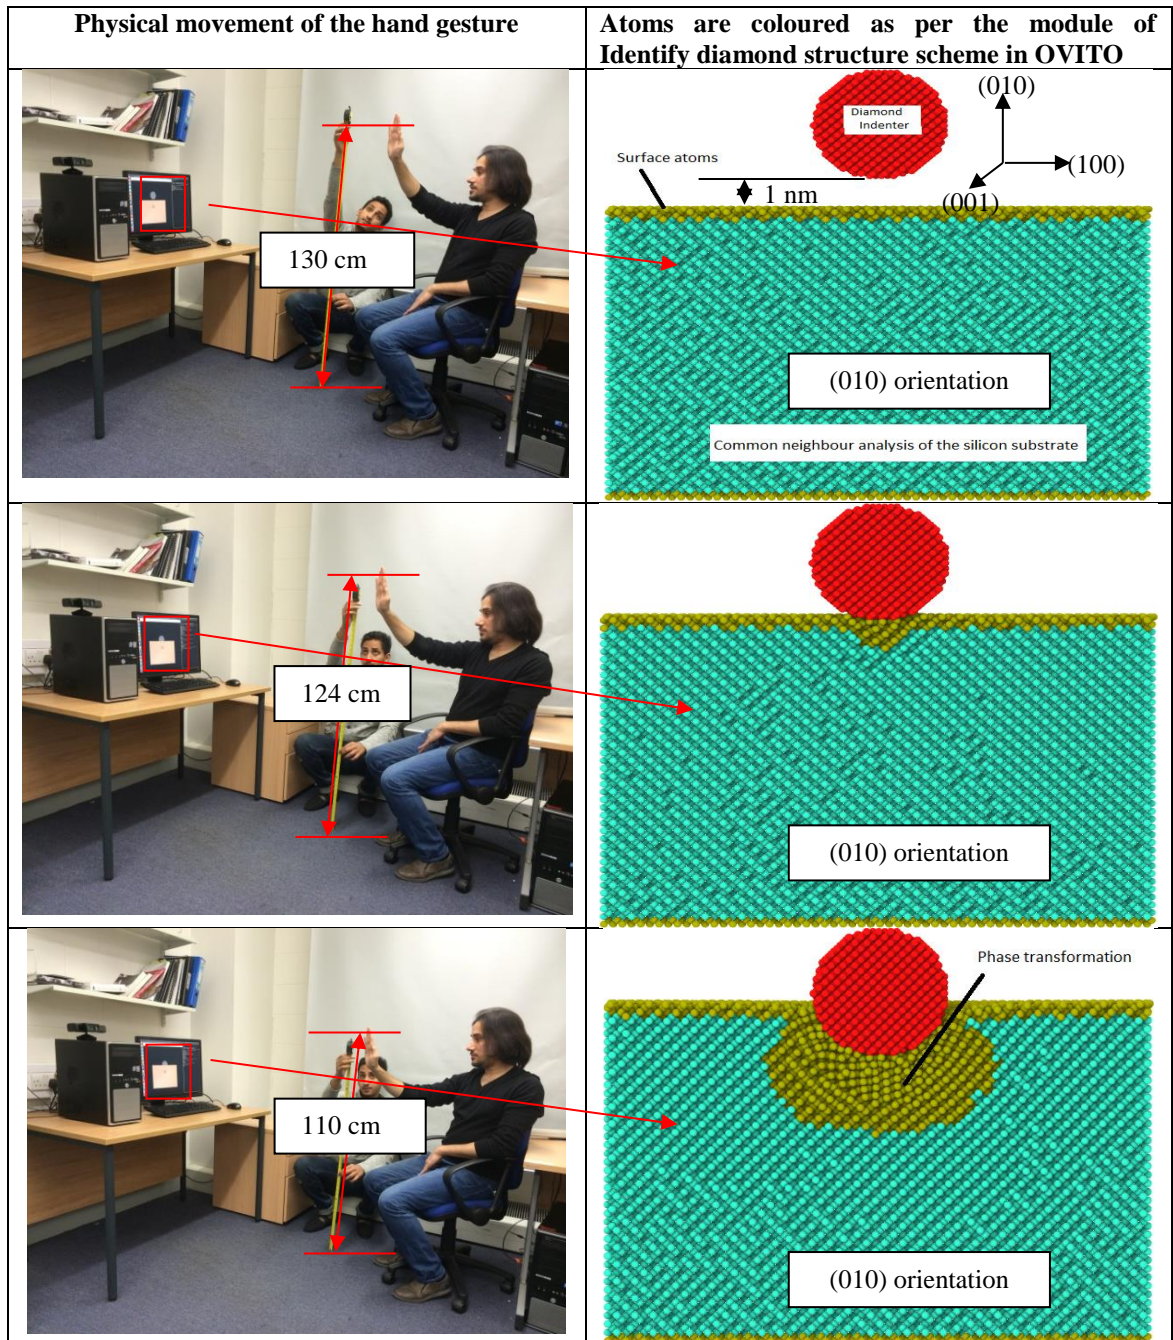 Physical movement of the hand gesture
Atoms are coloured as per the module of
Identify diamond structure scheme in OVITO
130 cm
Diamond
Indenter
(010)
(100)
(001)
Surface atoms
1 nm
(010) orientation
Common neighbour analysis of the silicon substrate
124 cm
(010) orientation
110 cm
Phase transformation
(010) orientation